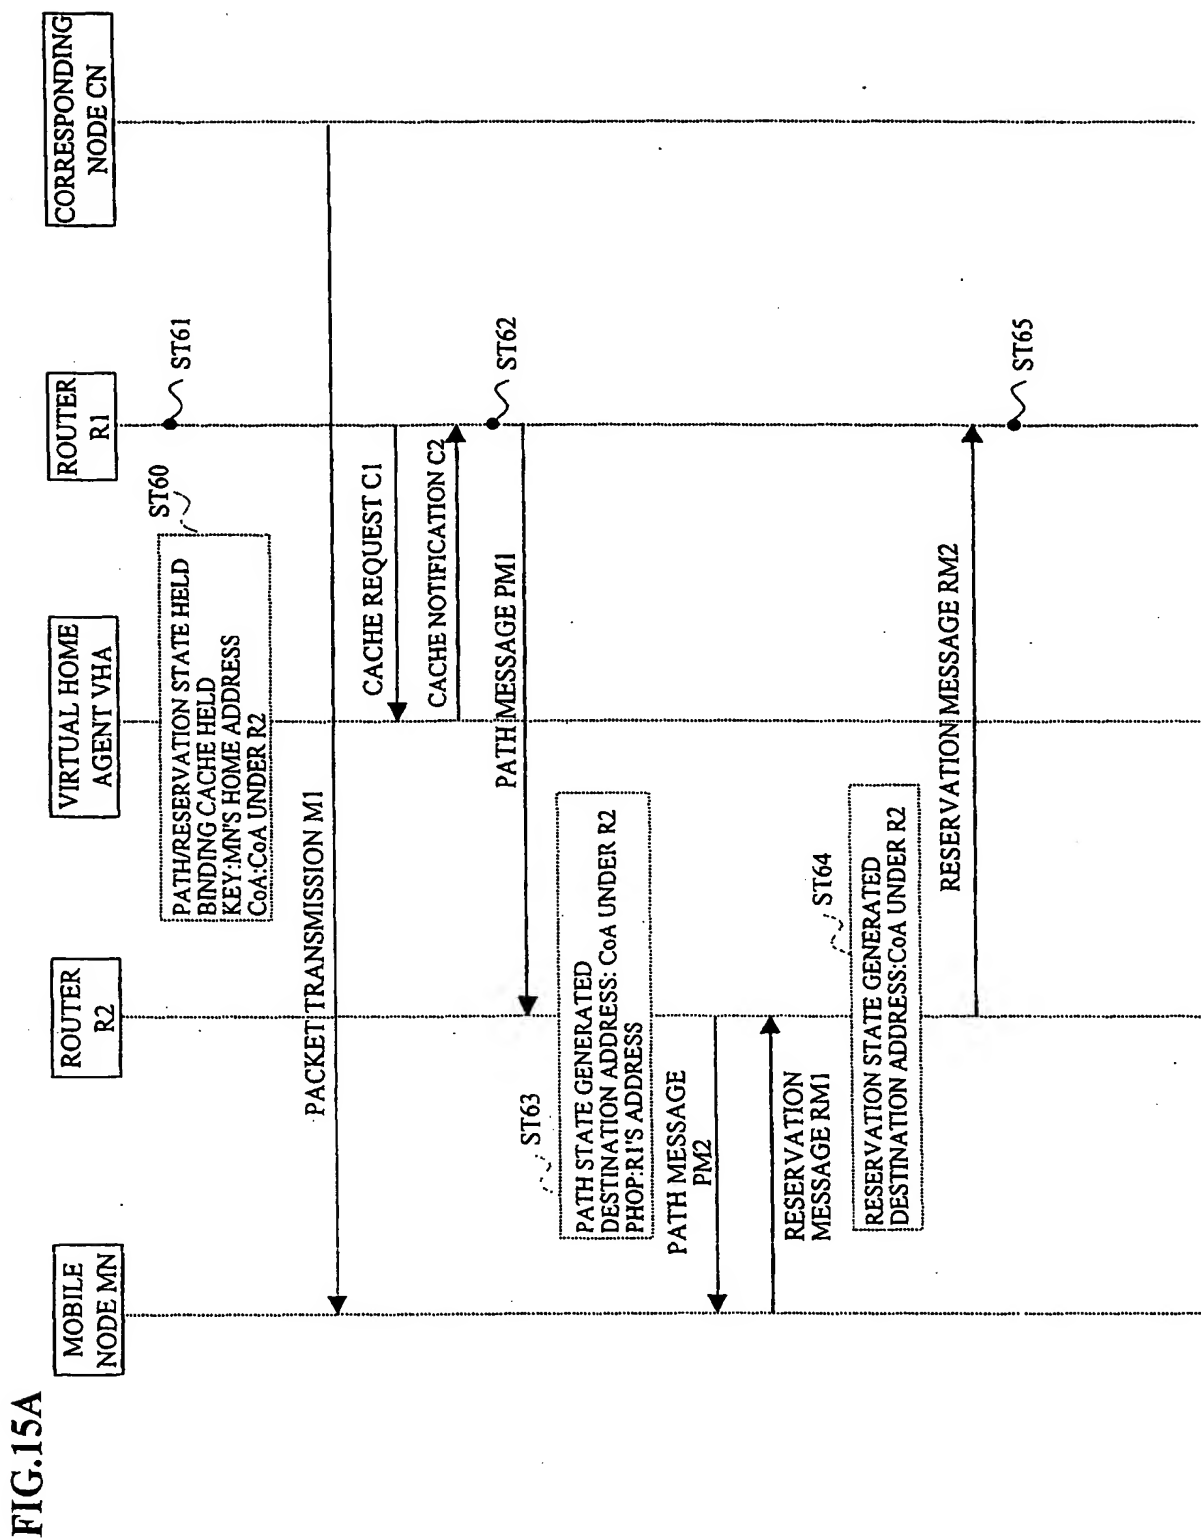 FIG.15A
MOBILE
NODE MN
ROUTER
R2
VIRTUAL HOME
AGENT VHA
ROUTER
R1
CORRESPONDING
NODE CN
ST60
PATH/RESERVATION STATE HELD
BINDING CACHE HELD
KEY:MN'S HOME ADDRESS
CoA:CoA UNDER R2
ST61
PACKET TRANSMISSION M1
CACHE REQUEST C1
CACHE NOTIFICATION C2
ST62
PATH MESSAGE PM1
ST63
PATH STATE GENERATED
DESTINATION ADDRESS: CoA UNDER R2
PHOP:R1'S ADDRESS
PATH MESSAGE
PM2
RESERVATION
MESSAGE RM1
ST64
RESERVATION STATE GENERATED
DESTINATION ADDRESS:CoA UNDER R2
RESERVATION MESSAGE RM2
ST65